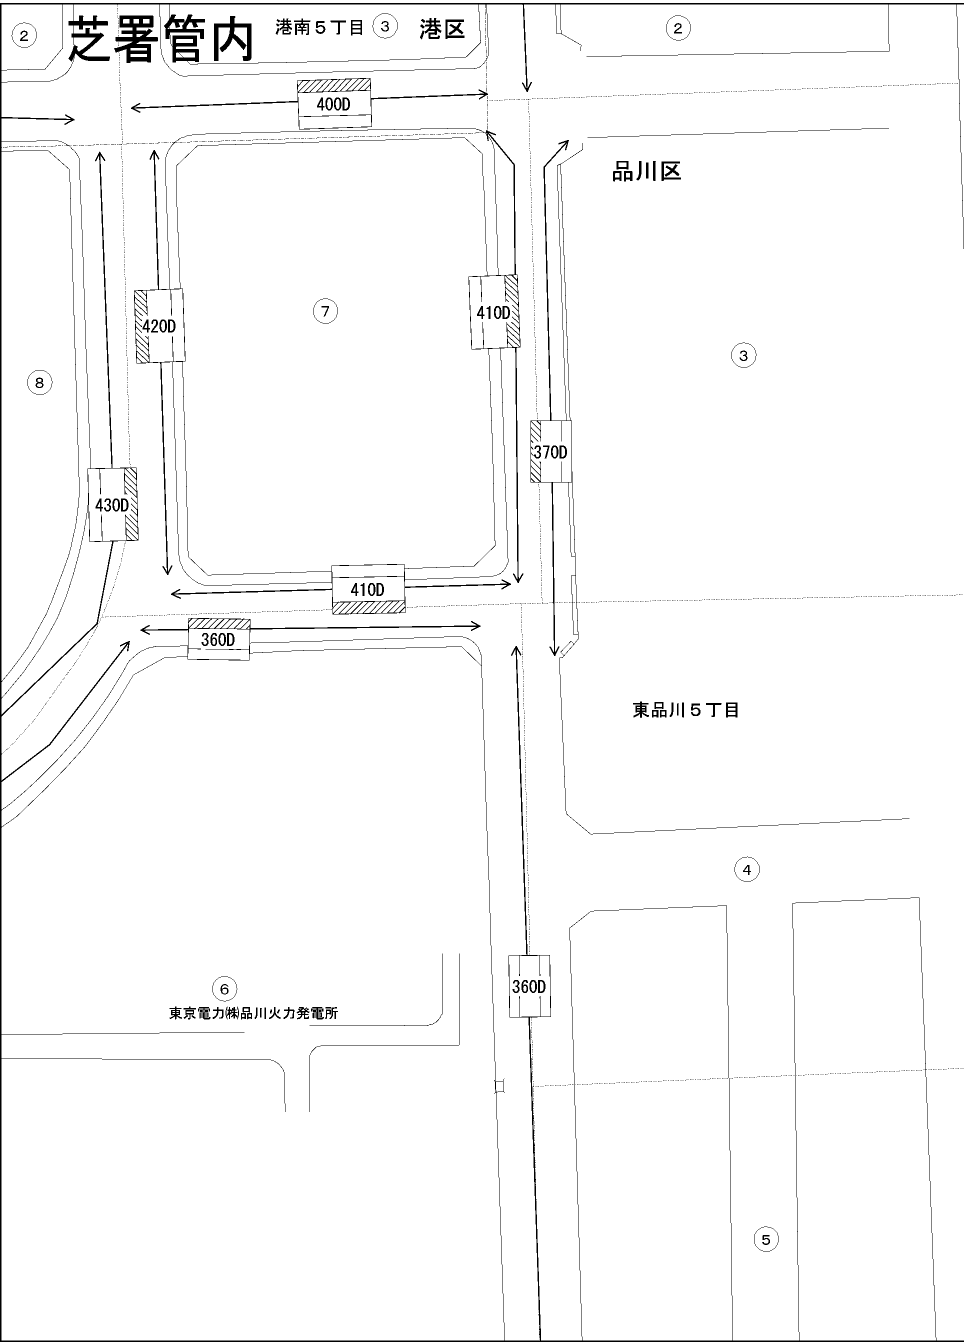 ② 芝署管内 港南５丁目 ③ 港区 ②
400D
品川区
420D ⑦ 410D
⑧ ③
370D
430D
410D
360D
東品川５丁目
④
360D
⑥
東京電力㈱品川火力発電所
⑤